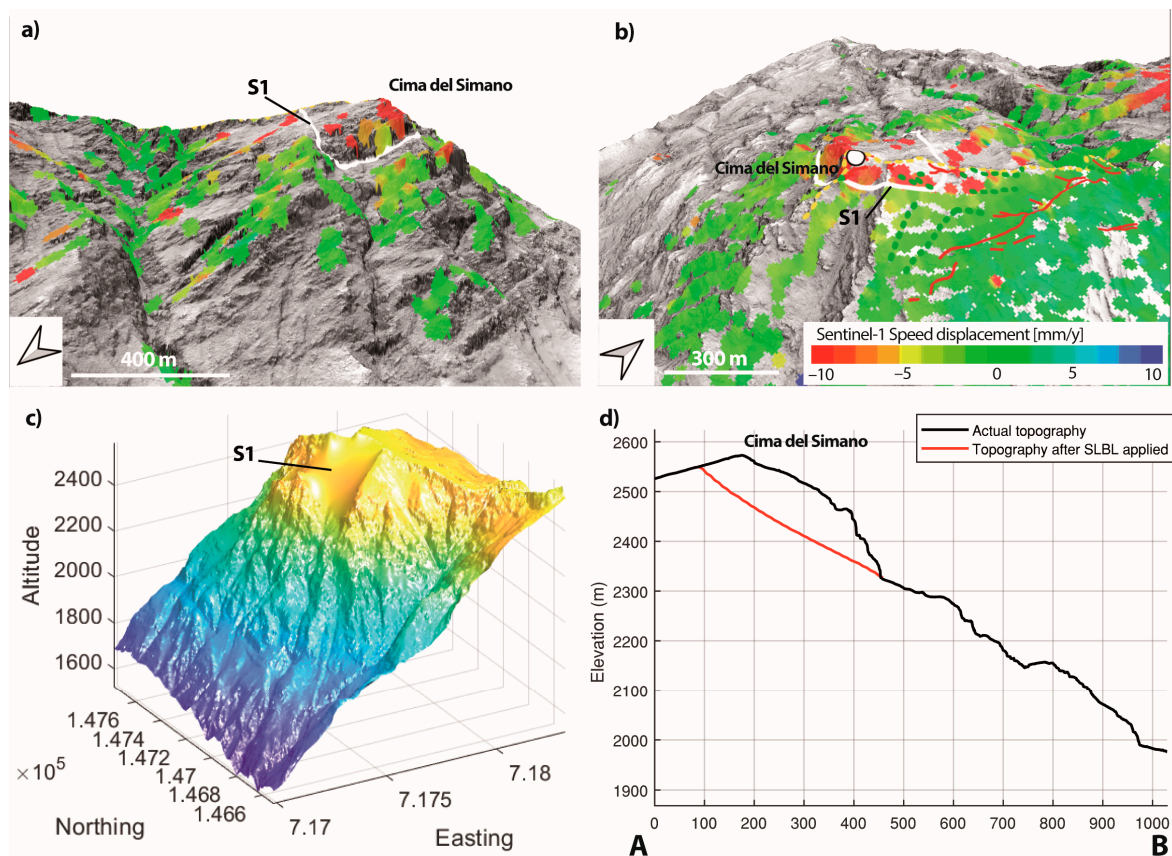 a)
S1
Cima del Simano
400 m
b)
Cima del Simano
S1
Sentinel-1 Speed displacement [mm/y]
−10 −5 0 5 10
300 m
c)
S1
Altitude
2400
2200
2000
1800
1600
1.476
1.474
1.472
1.47
1.468
1.466
×10⁵
Northing
7.17
7.175
7.18
Easting
d)
Cima del Simano
Actual topography
Topography after SLBL applied
Elevation (m)
2600
2500
2400
2300
2200
2100
2000
1900
0 100 200 300 400 500 600 700 800 900 1000
A B